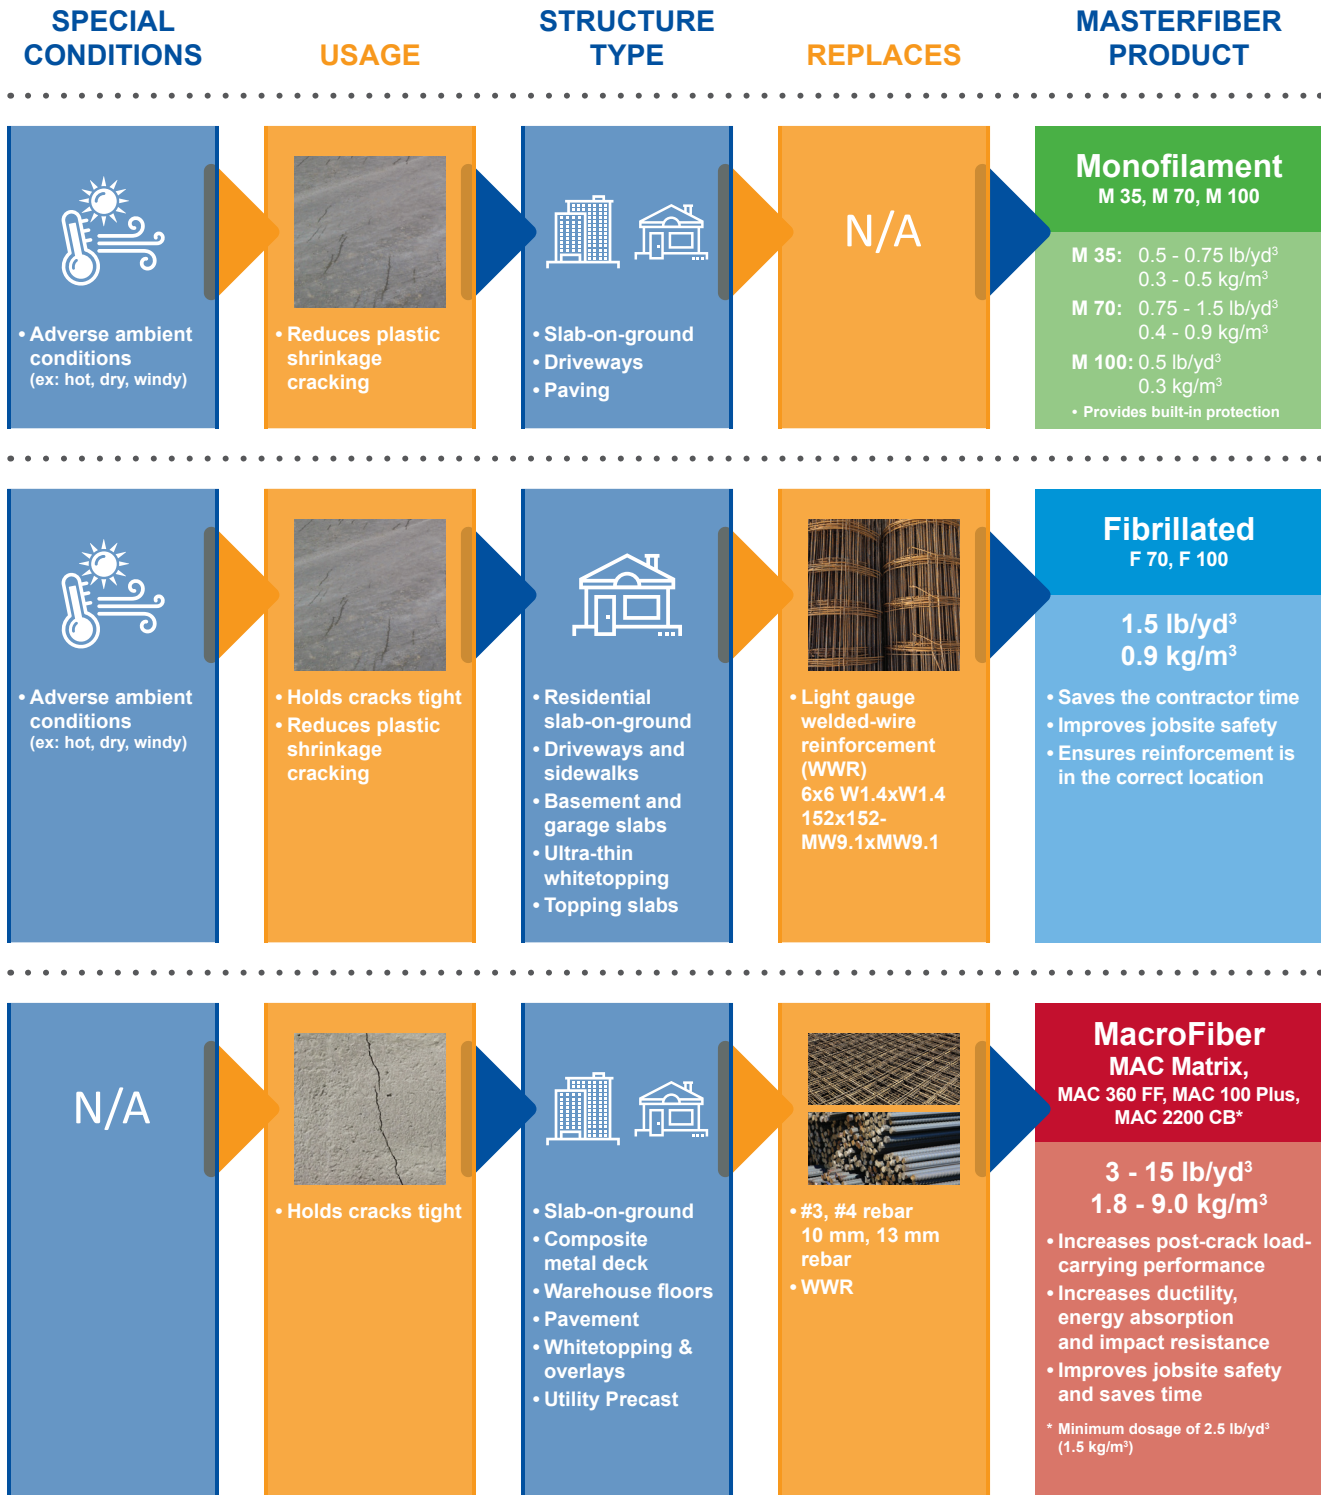 SPECIAL
CONDITIONS
USAGE
STRUCTURE
TYPE
REPLACES
MASTERFIBER
PRODUCT
• Adverse ambient
conditions
(ex: hot, dry, windy)
• Reduces plastic
shrinkage
cracking
• Slab-on-ground
• Driveways
• Paving
N/A
Monofilament
M 35, M 70, M 100
M 35: 0.5 - 0.75 lb/yd³
0.3 - 0.5 kg/m³
M 70: 0.75 - 1.5 lb/yd³
0.4 - 0.9 kg/m³
M 100: 0.5 lb/yd³
0.3 kg/m³
• Provides built-in protection
• Adverse ambient
conditions
(ex: hot, dry, windy)
• Holds cracks tight
• Reduces plastic
shrinkage
cracking
• Residential
slab-on-ground
• Driveways and
sidewalks
• Basement and
garage slabs
• Ultra-thin
whitetopping
• Topping slabs
• Light gauge
welded-wire
reinforcement
(WWR)
6x6 W1.4xW1.4
152x152-
MW9.1xMW9.1
Fibrillated
F 70, F 100
1.5 lb/yd³
0.9 kg/m³
• Saves the contractor time
• Improves jobsite safety
• Ensures reinforcement is
in the correct location
N/A
• Holds cracks tight
• Slab-on-ground
• Composite
metal deck
• Warehouse floors
• Pavement
• Whitetopping &
overlays
• Utility Precast
• #3, #4 rebar
10 mm, 13 mm
rebar
• WWR
MacroFiber
MAC Matrix,
MAC 360 FF, MAC 100 Plus,
MAC 2200 CB*
3 - 15 lb/yd³
1.8 - 9.0 kg/m³
• Increases post-crack load-
carrying performance
• Increases ductility,
energy absorption
and impact resistance
• Improves jobsite safety
and saves time
* Minimum dosage of 2.5 lb/yd³
(1.5 kg/m³)